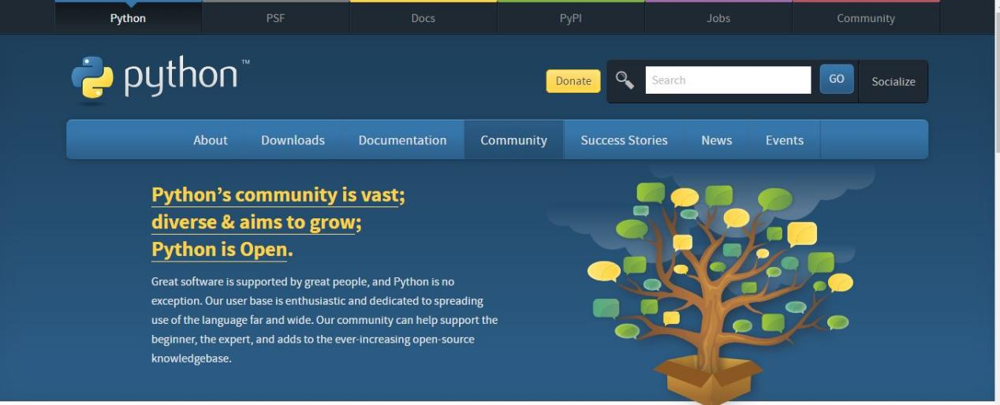 Python PSF Docs PyPI Jobs Community
python™
Donate Search GO Socialize
About Downloads Documentation Community Success Stories News Events
Python’s community is vast;
diverse & aims to grow;
Python is Open.
Great software is supported by great people, and Python is no
exception. Our user base is enthusiastic and dedicated to spreading
use of the language far and wide. Our community can help support the
beginner, the expert, and adds to the ever-increasing open-source
knowledgebase.